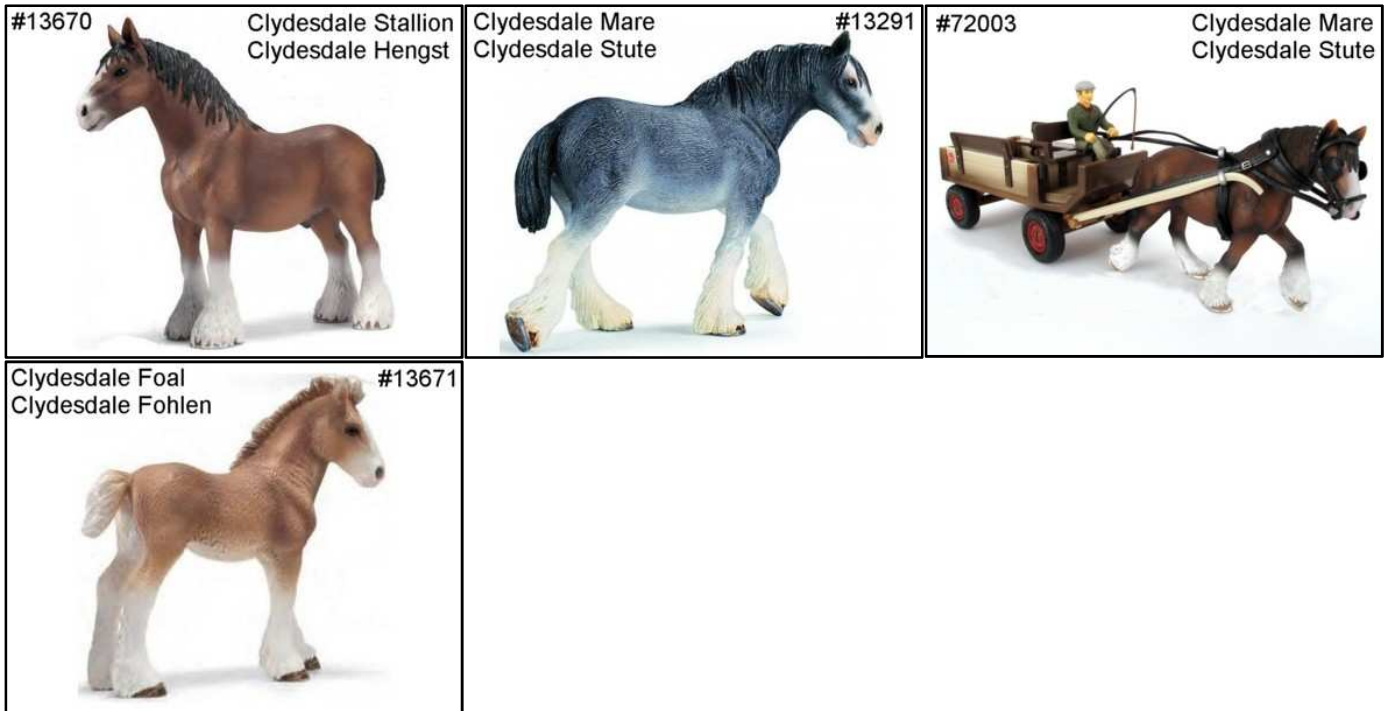 #13670
Clydesdale Stallion
Clydesdale Hengst
Clydesdale Mare
#13291
Clydesdale Stute
#72003
Clydesdale Mare
Clydesdale Stute
Clydesdale Foal
#13671
Clydesdale Fohlen